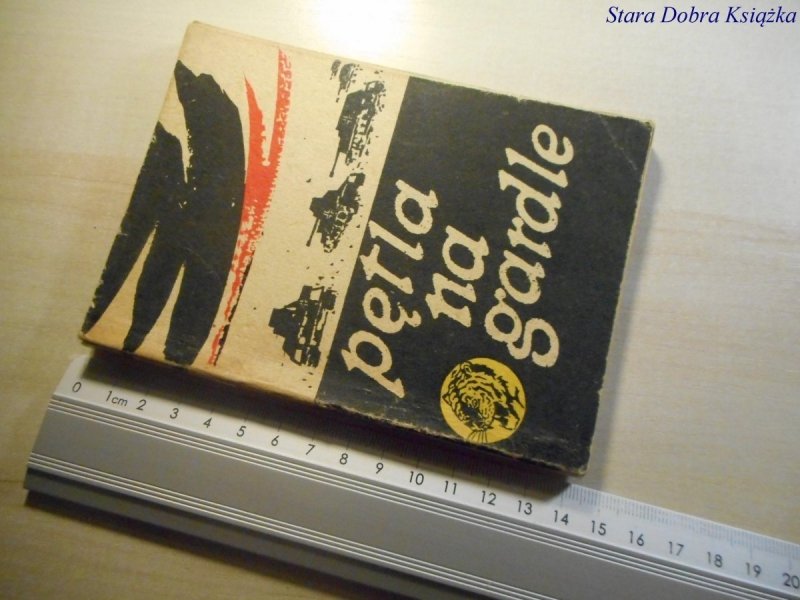 Stara Dobra Książka
pętla
na
gardle
0 1cm 2 3 4 5 6 7 8 9 10 11 12 13 14 15 16 17 18 19 20